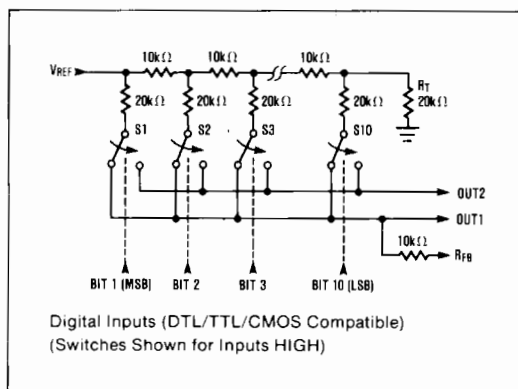 10kΩ 10kΩ 10kΩ
VREF
20kΩ 20kΩ 20kΩ 20kΩ RT 20kΩ
S1 S2 S3 S10
OUT2
OUT1
10kΩ
RFB
BIT 1 (MSB) BIT 2 BIT 3 BIT 10 (LSB)
Digital Inputs (DTL/TTL/CMOS Compatible)
(Switches Shown for Inputs HIGH)